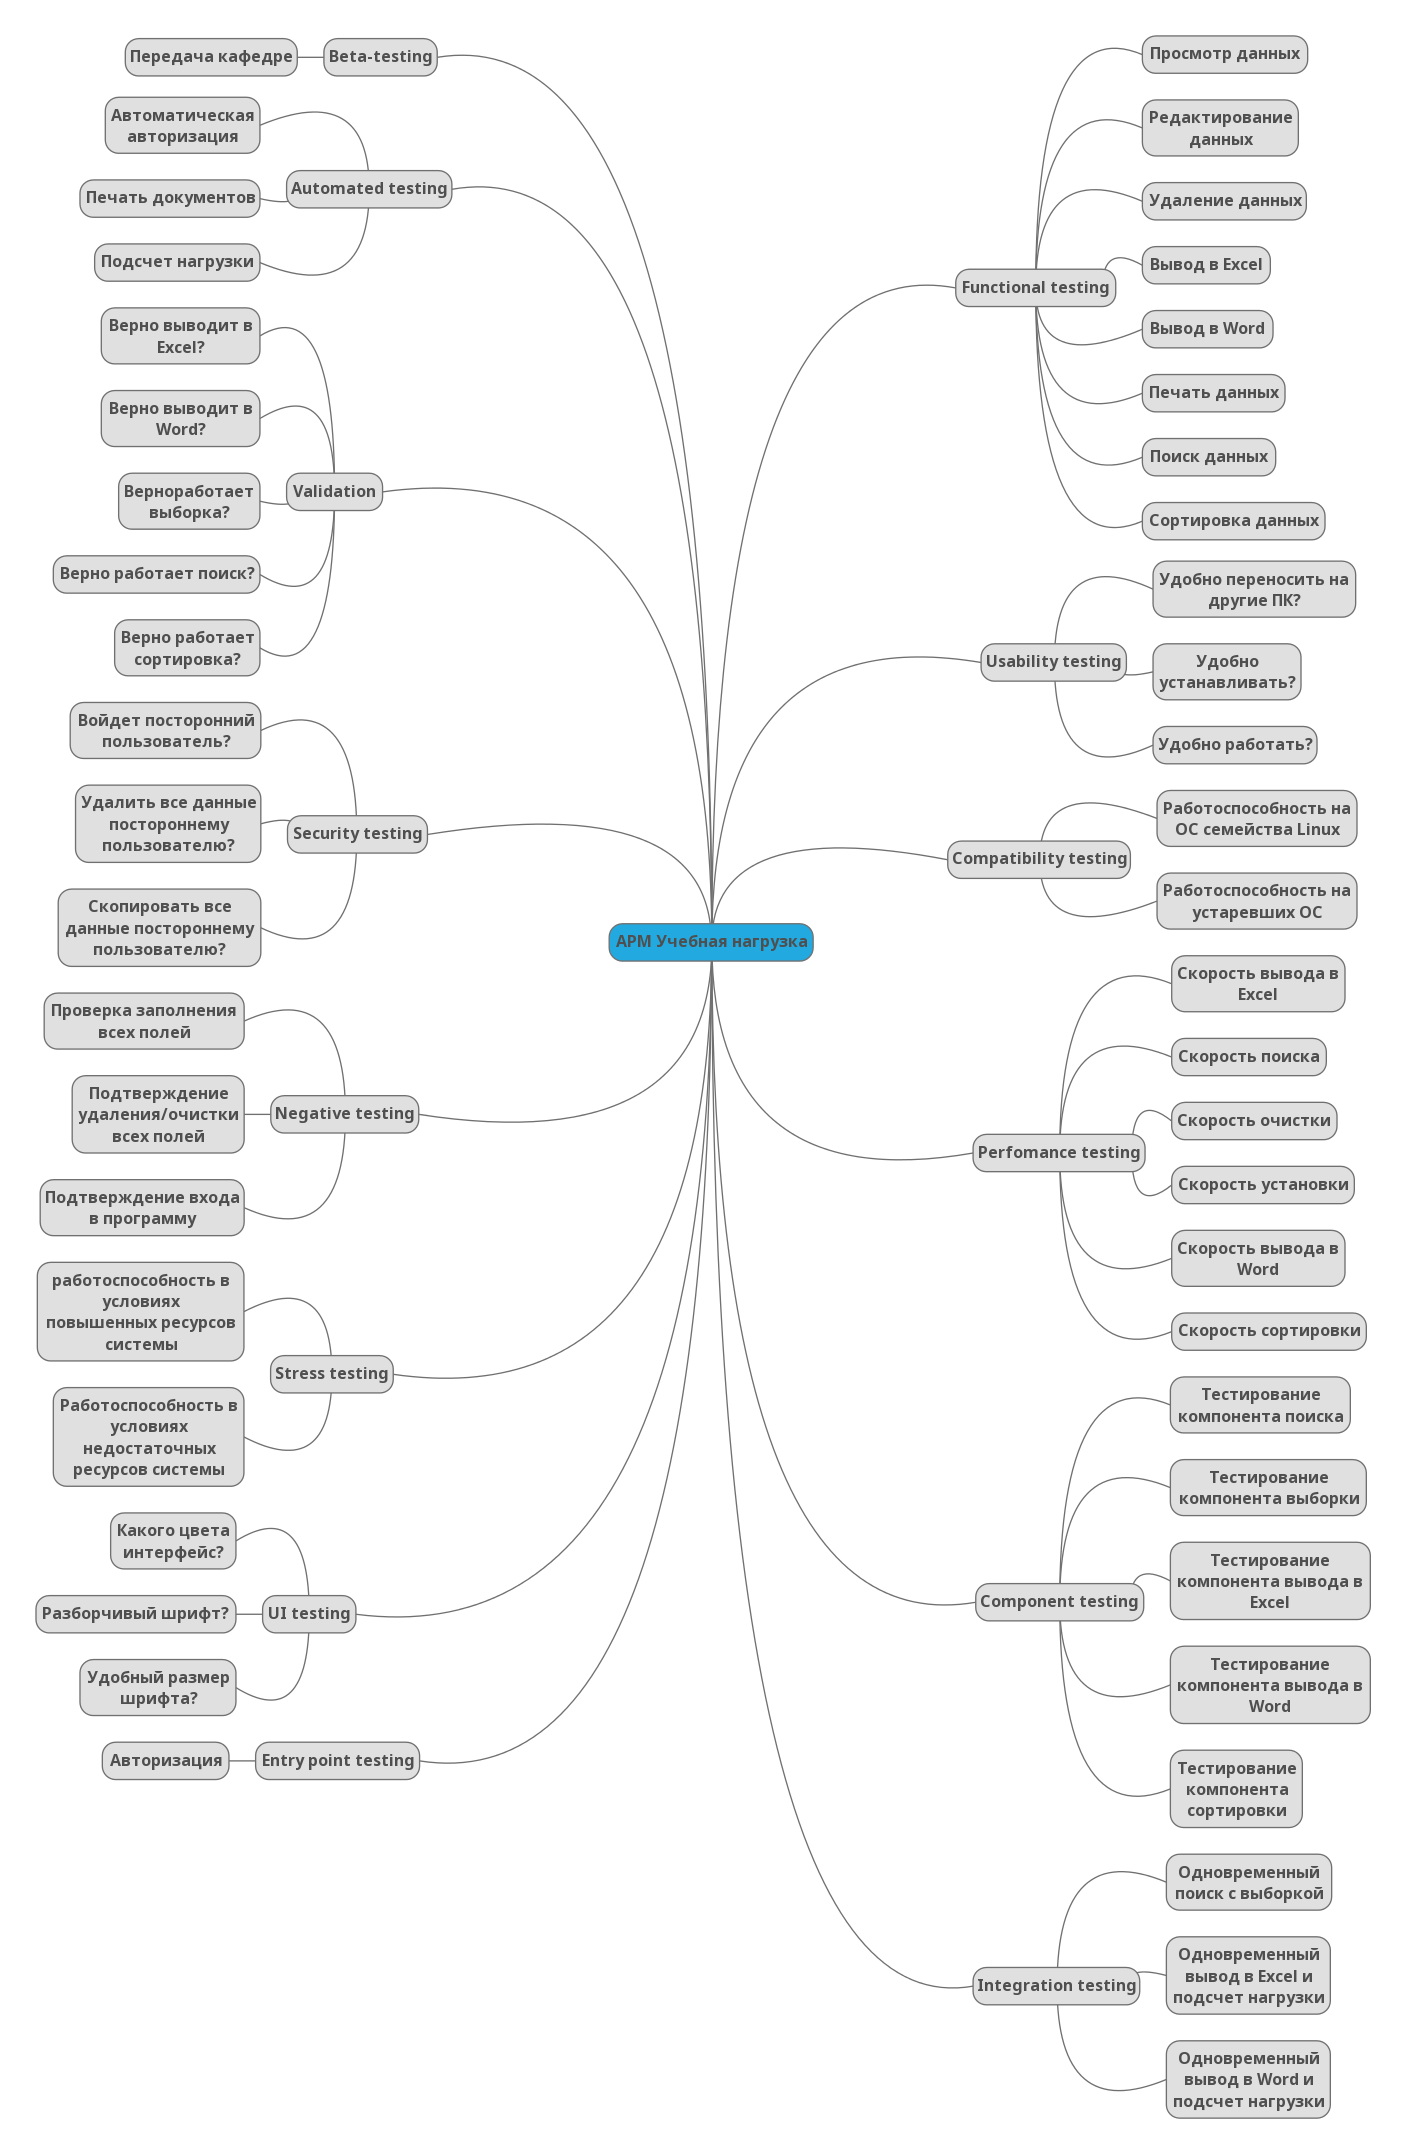 Передача кафедре
Beta-testing
Автоматическая
авторизация
Печать документов
Подсчет нагрузки
Automated testing
Верно выводит в
Excel?
Верно выводит в
Word?
Верноработает
выборка?
Верно работает поиск?
Верно работает
сортировка?
Validation
Войдет посторонний
пользователь?
Удалить все данные
постороннему
пользователю?
Скопировать все
данные постороннему
пользователю?
Security testing
Проверка заполнения
всех полей
Подтверждение
удаления/очистки
всех полей
Подтверждение входа
в программу
Negative testing
работоспособность в
условиях
повышенных ресурсов
системы
Работоспособность в
условиях
недостаточных
ресурсов системы
Stress testing
Какого цвета
интерфейс?
Разборчивый шрифт?
Удобный размер
шрифта?
UI testing
Авторизация
Entry point testing
АРМ Учебная нагрузка
Functional testing
Просмотр данных
Редактирование
данных
Удаление данных
Вывод в Excel
Вывод в Word
Печать данных
Поиск данных
Сортировка данных
Usability testing
Удобно переносить на
другие ПК?
Удобно
устанавливать?
Удобно работать?
Compatibility testing
Работоспособность на
ОС семейства Linux
Работоспособность на
устаревших ОС
Perfomance testing
Скорость вывода в
Excel
Скорость поиска
Скорость очистки
Скорость установки
Скорость вывода в
Word
Скорость сортировки
Component testing
Тестирование
компонента поиска
Тестирование
компонента выборки
Тестирование
компонента вывода в
Excel
Тестирование
компонента вывода в
Word
Тестирование
компонента
сортировки
Integration testing
Одновременный
поиск с выборкой
Одновременный
вывод в Excel и
подсчет нагрузки
Одновременный
вывод в Word и
подсчет нагрузки